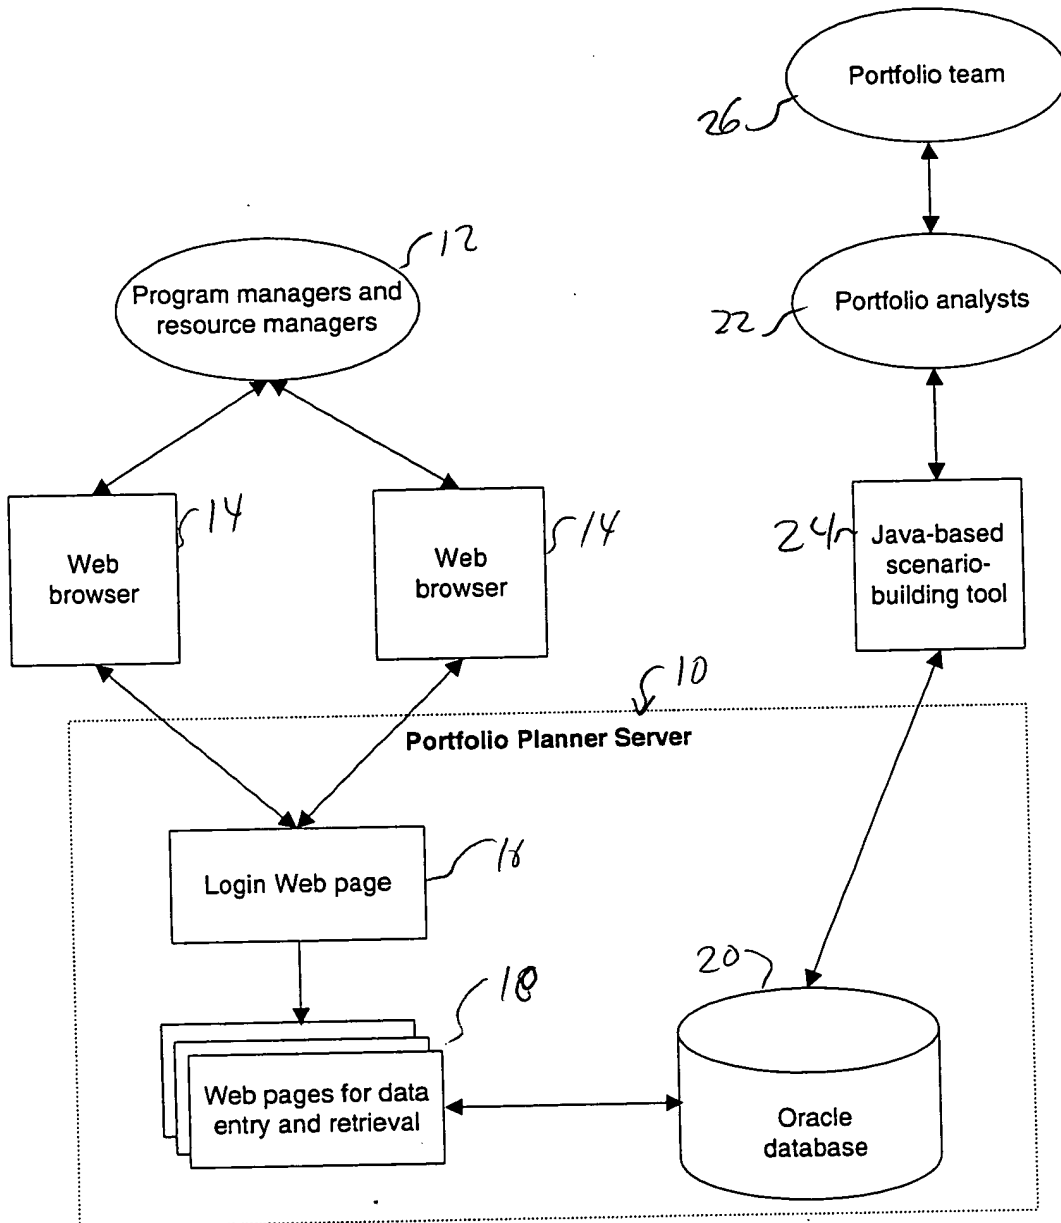 Portfolio team
26
12
Program managers and
resource managers
Portfolio analysts
22
14
Web
browser
14
Web
browser
24
Java-based
scenario-
building tool
10
Portfolio Planner Server
Login Web page
18
Web pages for data
entry and retrieval
20
Oracle
database